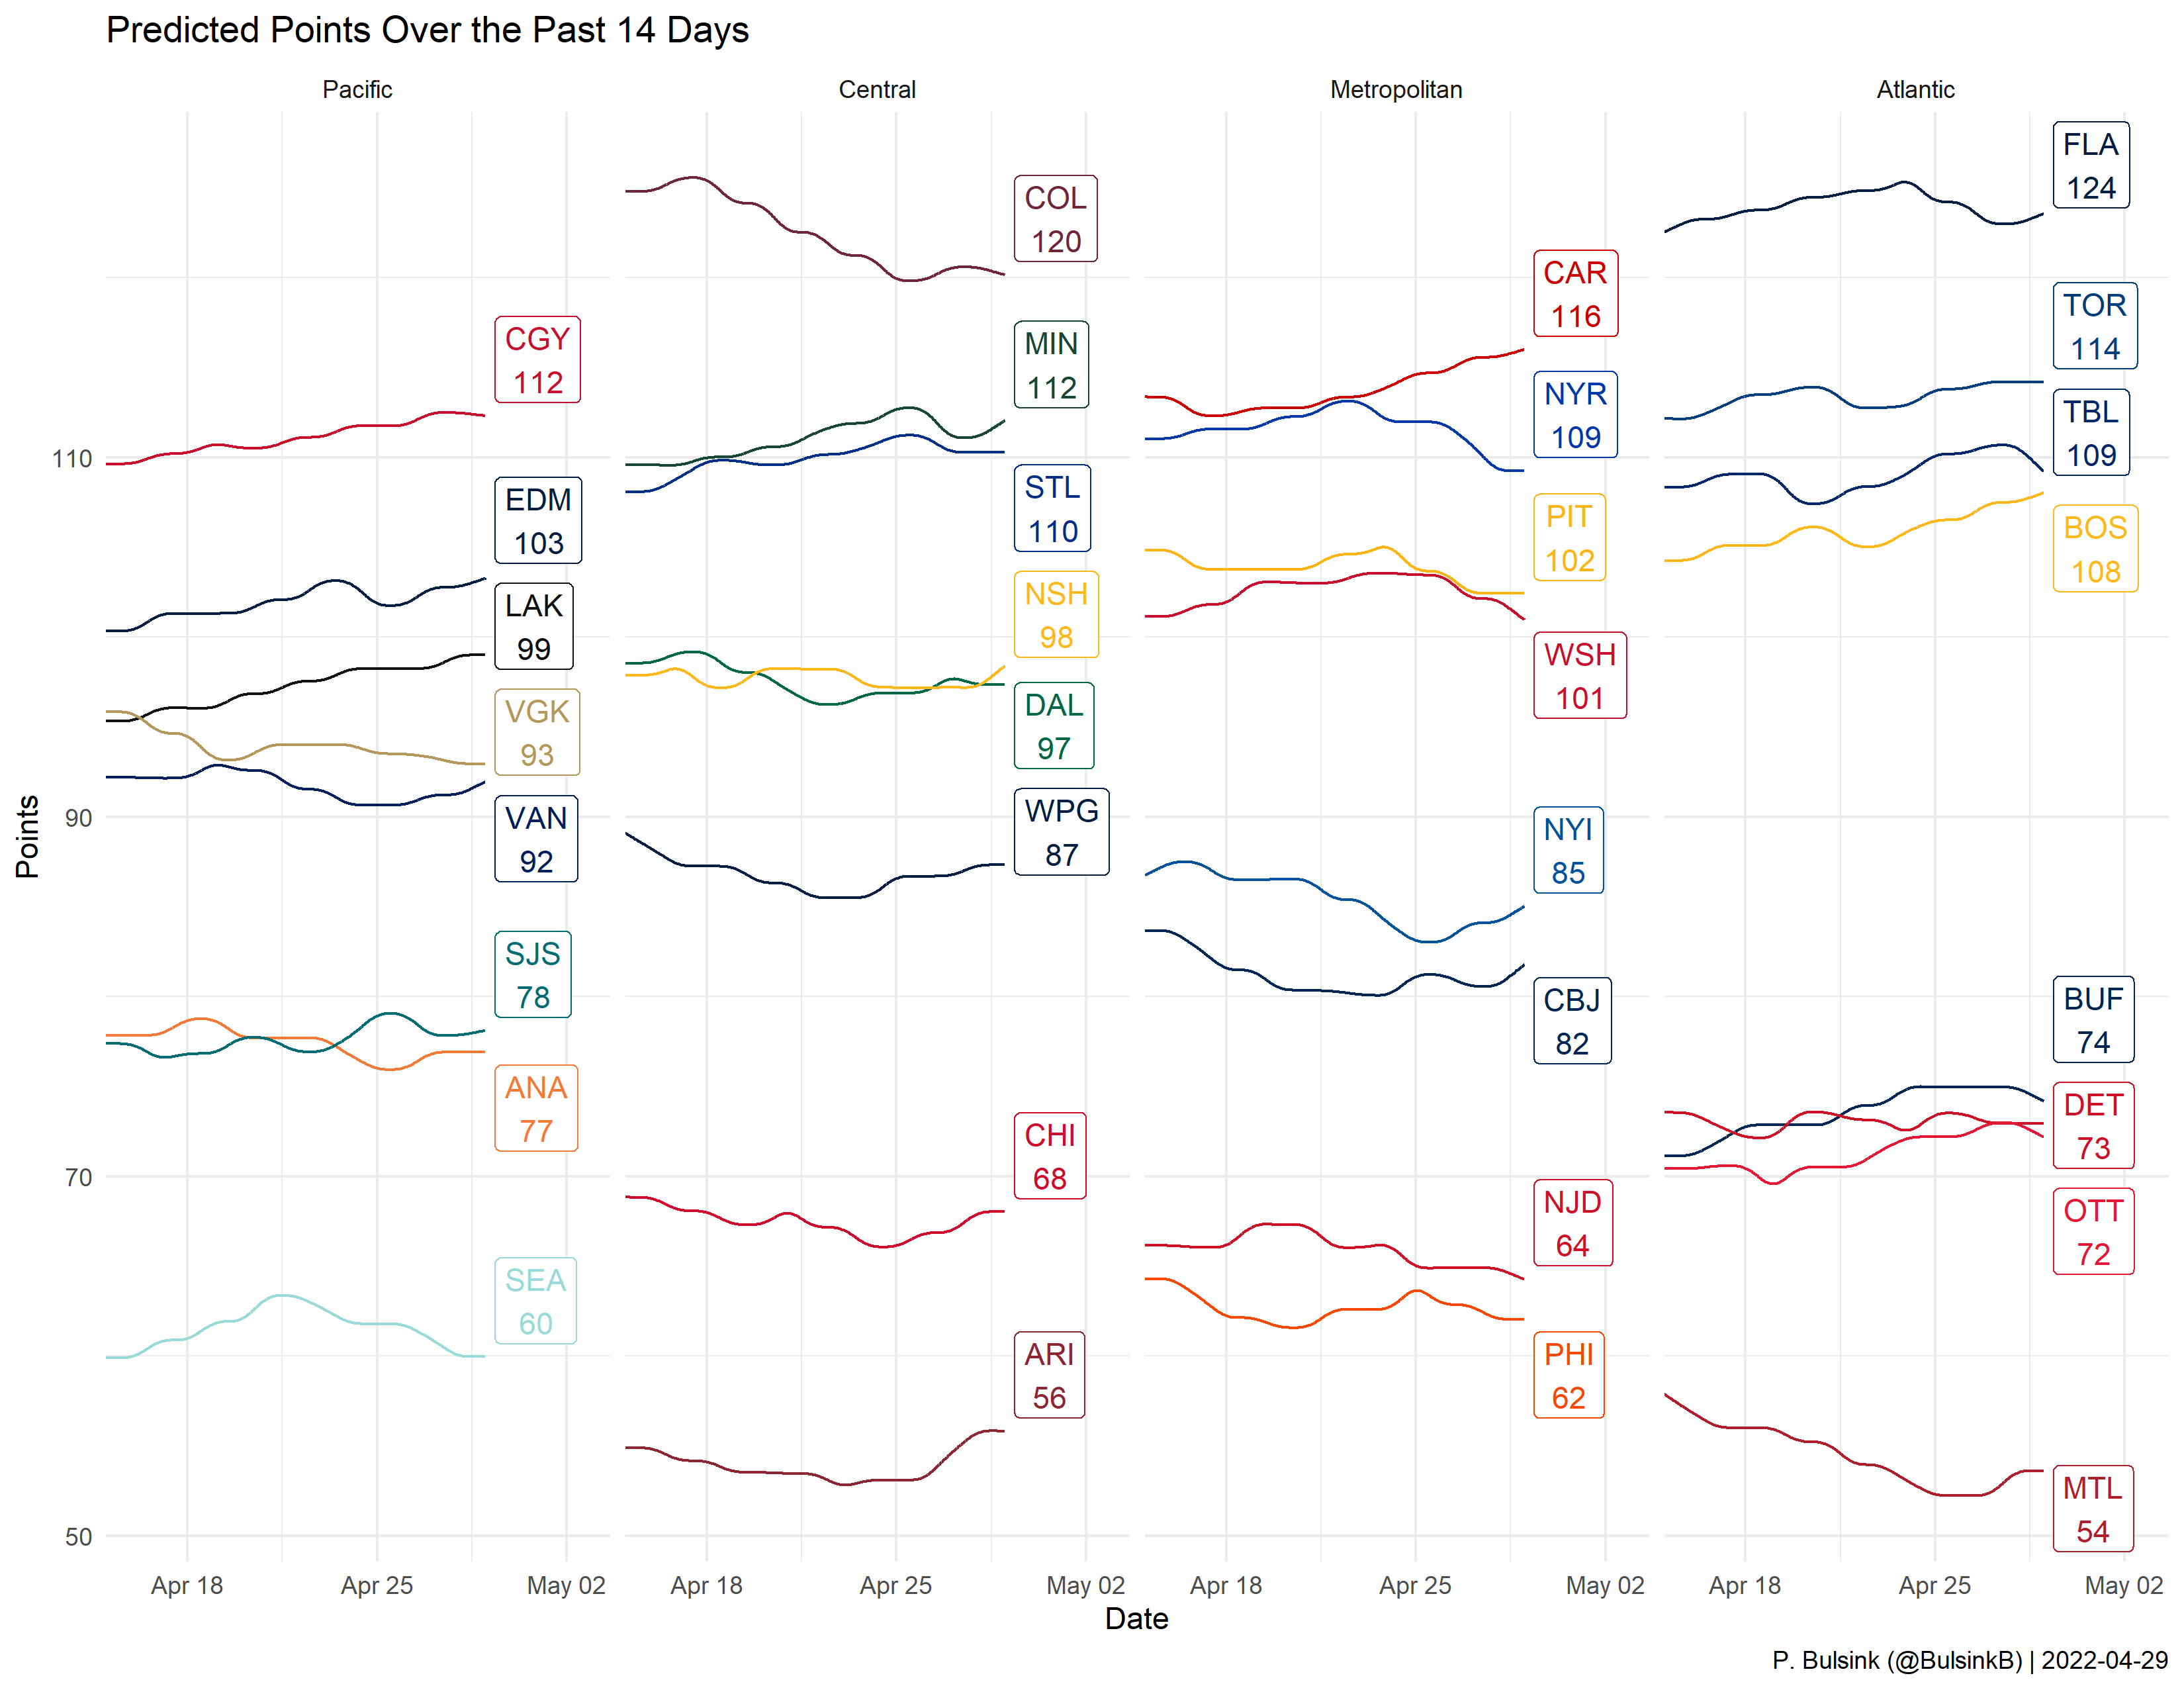 Predicted Points Over the Past 14 Days
Pacific
Central
Metropolitan
Atlantic
Points
110
90
70
50
CGY
112
EDM
103
LAK
99
VGK
93
VAN
92
SJS
78
ANA
77
SEA
60
COL
120
MIN
112
STL
110
NSH
98
DAL
97
WPG
87
CHI
68
ARI
56
CAR
116
NYR
109
PIT
102
WSH
101
NYI
85
CBJ
82
NJD
64
PHI
62
FLA
124
TOR
114
TBL
109
BOS
108
BUF
74
DET
73
OTT
72
MTL
54
Apr 18 Apr 25 May 02
Apr 18 Apr 25 May 02
Apr 18 Apr 25 May 02
Apr 18 Apr 25 May 02
Date
P. Bulsink (@BulsinkB) | 2022-04-29